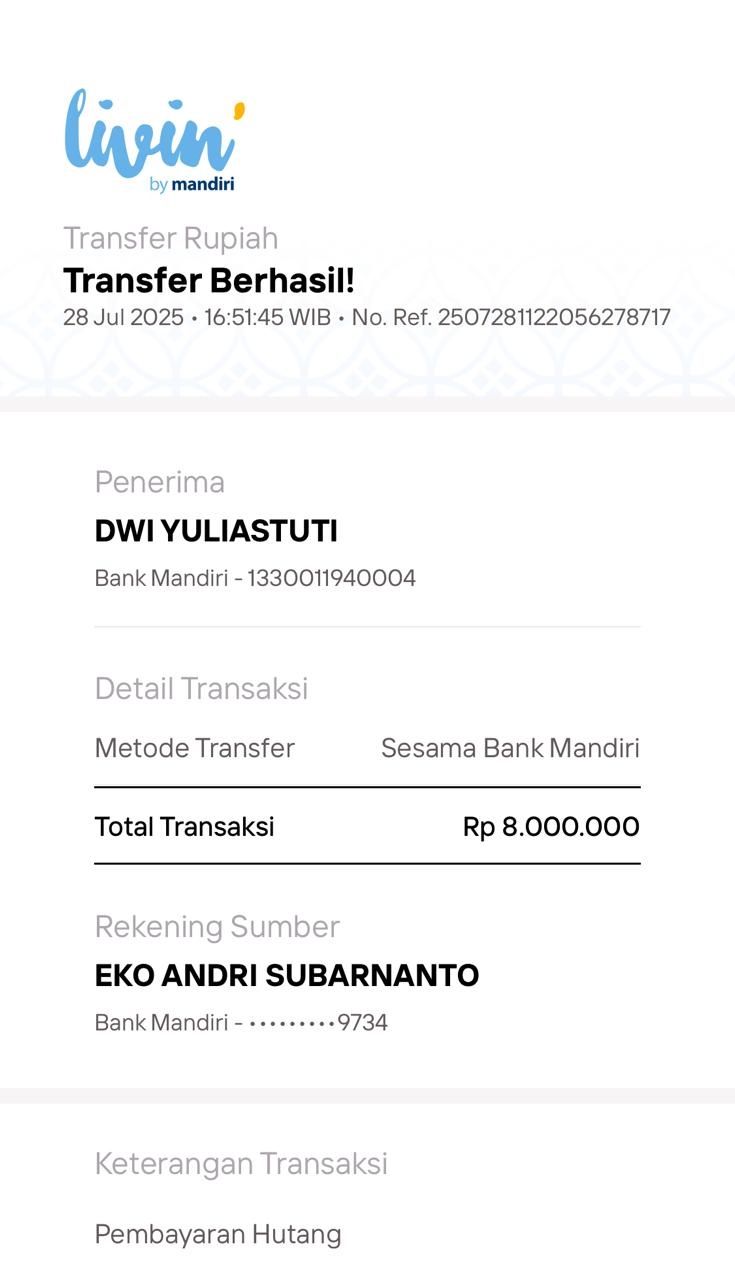 livin'
by mandiri
Transfer Rupiah
Transfer Berhasil!
28 Jul 2025 • 16:51:45 WIB • No. Ref. 2507281122056278717
Penerima
DWI YULIASTUTI
Bank Mandiri - 1330011940004
Detail Transaksi
Metode Transfer Sesama Bank Mandiri
Total Transaksi Rp 8.000.000
Rekening Sumber
EKO ANDRI SUBARNANTO
Bank Mandiri - •••••••••9734
Keterangan Transaksi
Pembayaran Hutang